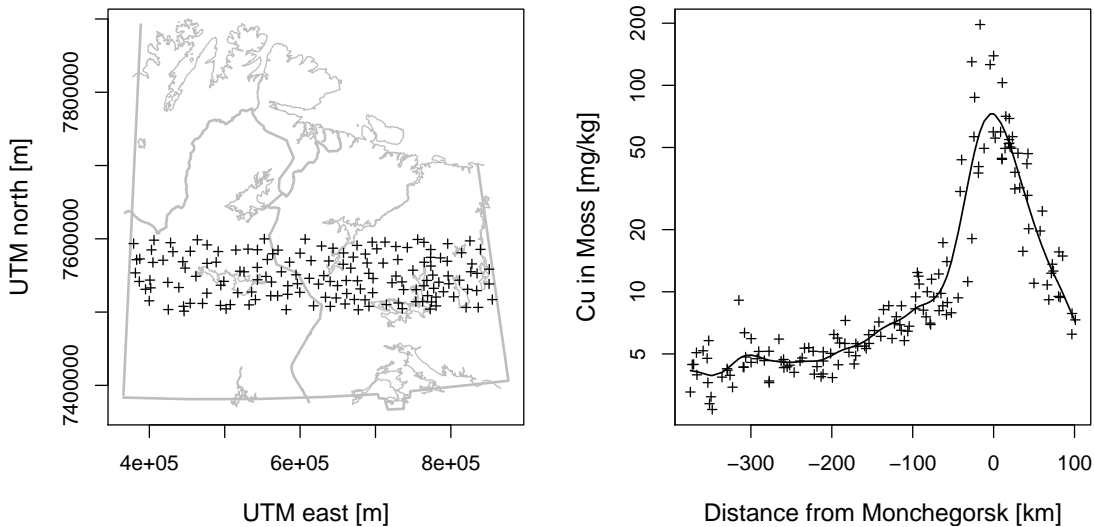 UTM north [m]
7800000
7600000
7400000
4e+05 6e+05 8e+05
UTM east [m]
Cu in Moss [mg/kg]
200
100
50
20
10
5
−300 −200 −100 0 100
Distance from Monchegorsk [km]